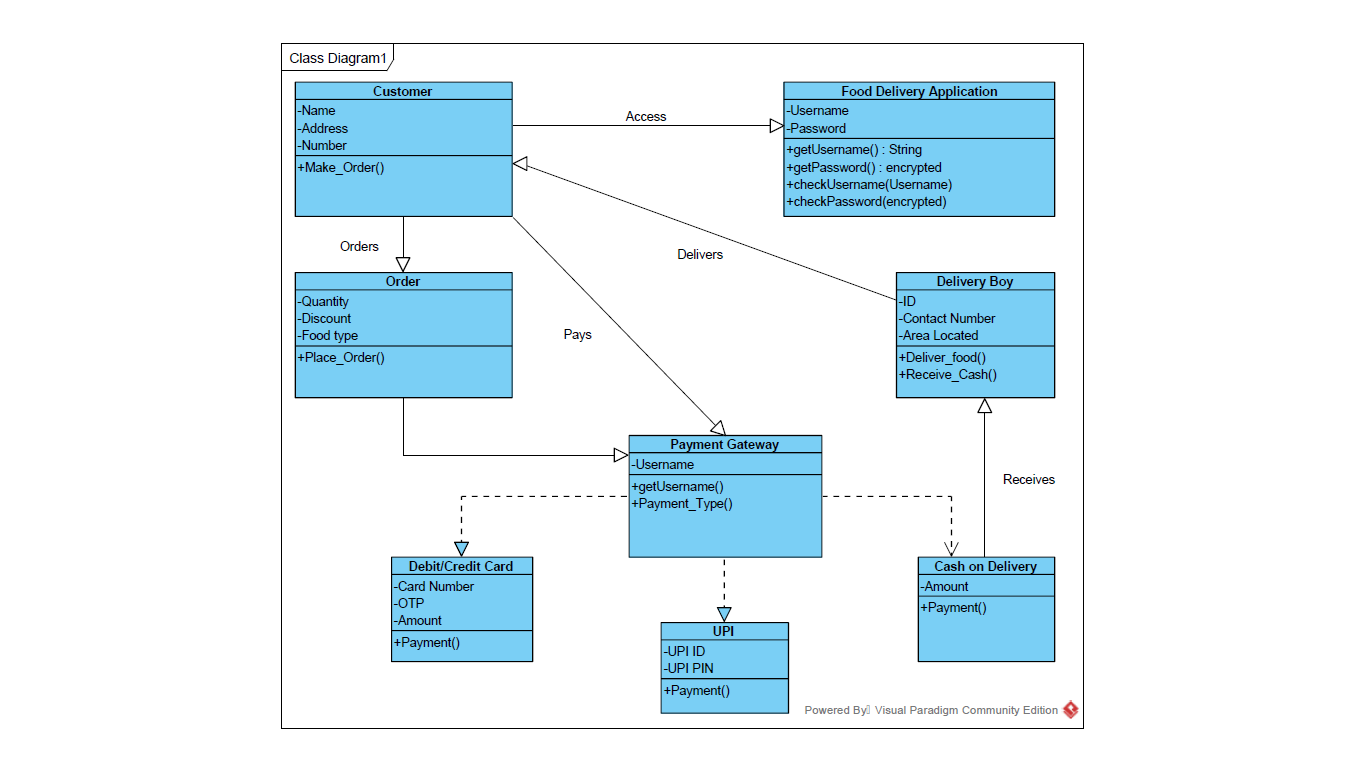 Class Diagram1
Customer
-Name
-Address
-Number
+Make_Order()
Access
Food Delivery Application
-Username
-Password
+getUsername() : String
+getPassword() : encrypted
+checkUsername(Username)
+checkPassword(encrypted)
Orders
Delivers
Order
-Quantity
-Discount
-Food type
+Place_Order()
Pays
Delivery Boy
-ID
-Contact Number
-Area Located
+Deliver_food()
+Receive_Cash()
Payment Gateway
-Username
+getUsername()
+Payment_Type()
Receives
Debit/Credit Card
-Card Number
-OTP
-Amount
+Payment()
UPI
-UPI ID
-UPI PIN
+Payment()
Cash on Delivery
-Amount
+Payment()
Powered By Visual Paradigm Community Edition